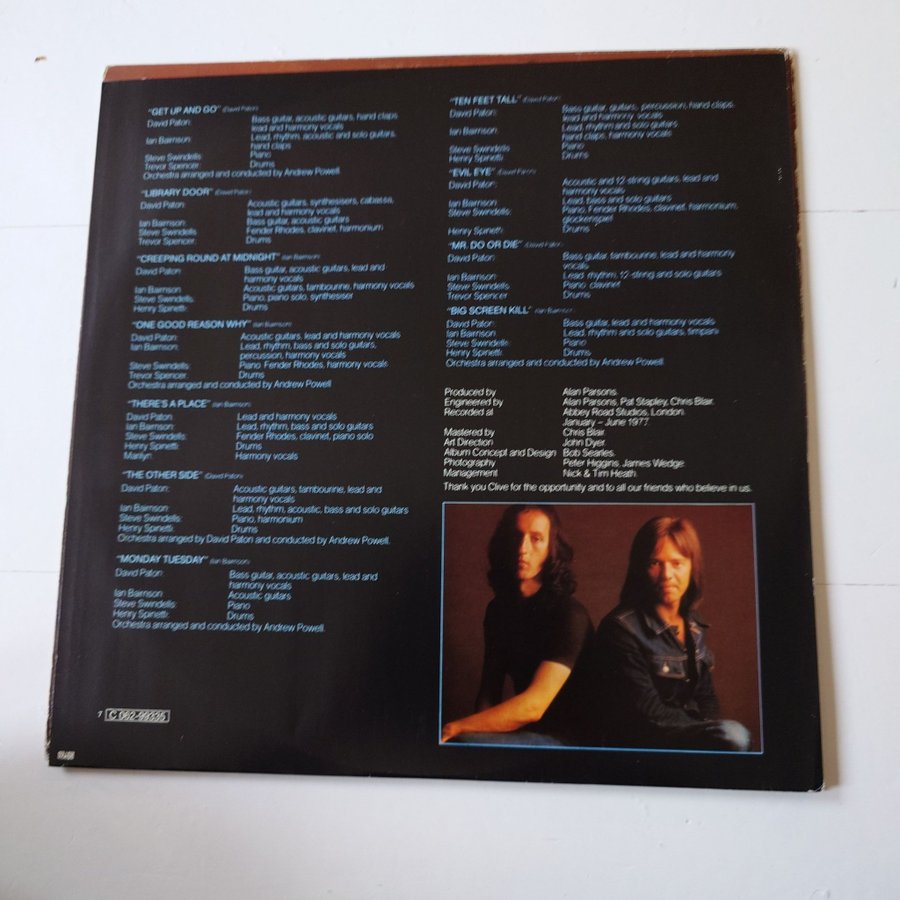 "GET UP AND GO" (David Paton)
David Paton: Bass guitar, acoustic guitars, hand claps
lead and harmony vocals
Ian Bairnson: Lead, rhythm, acoustic and solo guitars,
hand claps
Steve Swindells: Piano
Trevor Spencer: Drums
Orchestra arranged and conducted by Andrew Powell
"LIBRARY DOOR" (David Paton)
David Paton: Acoustic guitars, synthesisers, cabasse,
lead and harmony vocals
Ian Bairnson: Bass guitar, acoustic guitars
Steve Swindells: Fender Rhodes, clavinet, harmonium
Trevor Spencer: Drums
"CREEPING ROUND AT MIDNIGHT" (Ian Bairnson)
David Paton: Bass guitar, acoustic guitars, lead and
harmony vocals
Ian Bairnson: Acoustic guitars, tambourine, harmony vocals
Steve Swindells: Piano, piano solo, synthesiser
Henry Spinetti: Drums
"ONE GOOD REASON WHY" (Ian Bairnson)
David Paton: Acoustic guitars, lead and harmony vocals
Ian Bairnson: Lead, rhythm, bass and solo guitars,
percussion, harmony vocals
Steve Swindells: Piano, Fender Rhodes, harmony vocals
Trevor Spencer: Drums
Orchestra arranged and conducted by Andrew Powell
"THERE'S A PLACE" (Ian Bairnson)
David Paton: Lead and harmony vocals
Ian Bairnson: Lead, rhythm, bass and solo guitars
Steve Swindells: Fender Rhodes, clavinet, piano solo
Henry Spinetti: Drums
Marilyn: Harmony vocals
"THE OTHER SIDE" (David Paton)
David Paton: Acoustic guitars, tambourine, lead and
harmony vocals
Ian Bairnson: Lead, rhythm, acoustic, bass and solo guitars
Steve Swindells: Piano, harmonium
Henry Spinetti: Drums
Orchestra arranged by David Paton and conducted by Andrew Powell.
"MONDAY TUESDAY" (Ian Bairnson)
David Paton: Bass guitar, acoustic guitars, lead and
harmony vocals
Ian Bairnson: Acoustic guitars
Steve Swindells: Piano
Henry Spinetti: Drums
Orchestra arranged and conducted by Andrew Powell.
7 C 062-99335
"TEN FEET TALL" (David Paton)
David Paton: Bass guitar, guitars, percussion, hand claps,
lead and harmony vocals
Ian Bairnson: Lead, rhythm and solo guitars
hand claps, harmony vocals
Steve Swindells: Piano
Henry Spinetti: Drums
"EVIL EYE" (David Paton)
David Paton: Acoustic and 12-string guitars, lead and
harmony vocals
Ian Bairnson: Lead, bass and solo guitars
Steve Swindells: Piano, Fender Rhodes, clavinet, harmonium,
glockenspiel
Henry Spinetti: Drums
"MR. DO OR DIE" (David Paton)
David Paton: Bass guitar, tambourine, lead and harmony
vocals
Ian Bairnson: Lead, rhythm, 12-string and solo guitars
Steve Swindells: Piano, clavinet
Trevor Spencer: Drums
"BIG SCREEN KILL" (Ian Bairnson)
David Paton: Bass guitar, lead and harmony vocals
Ian Bairnson: Lead, rhythm and solo guitars, timpani
Steve Swindells: Piano
Henry Spinetti: Drums
Orchestra arranged and conducted by Andrew Powell.
Produced by Alan Parsons.
Engineered by Alan Parsons, Pat Stapley, Chris Blair.
Recorded at Abbey Road Studios, London.
January – June 1977
Mastered by Chris Blair
Art Direction John Dyer.
Album Concept and Design Bob Searles.
Photography Peter Higgins, James Wedge
Management Nick & Tim Heath.
Thank you Clive for the opportunity and to all our friends who believe in us.